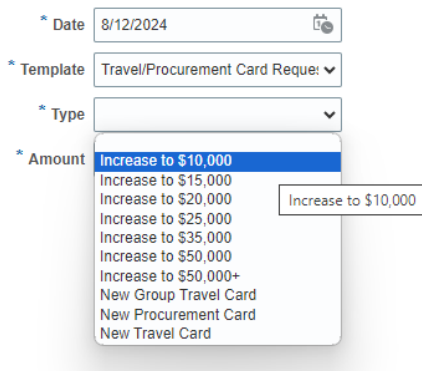 * Date 8/12/2024
* Template Travel/Procurement Card Reques
* Type
* Amount
Increase to $10,000
Increase to $15,000
Increase to $20,000
Increase to $25,000
Increase to $35,000
Increase to $50,000
Increase to $50,000+
New Group Travel Card
New Procurement Card
New Travel Card
Increase to $10,000